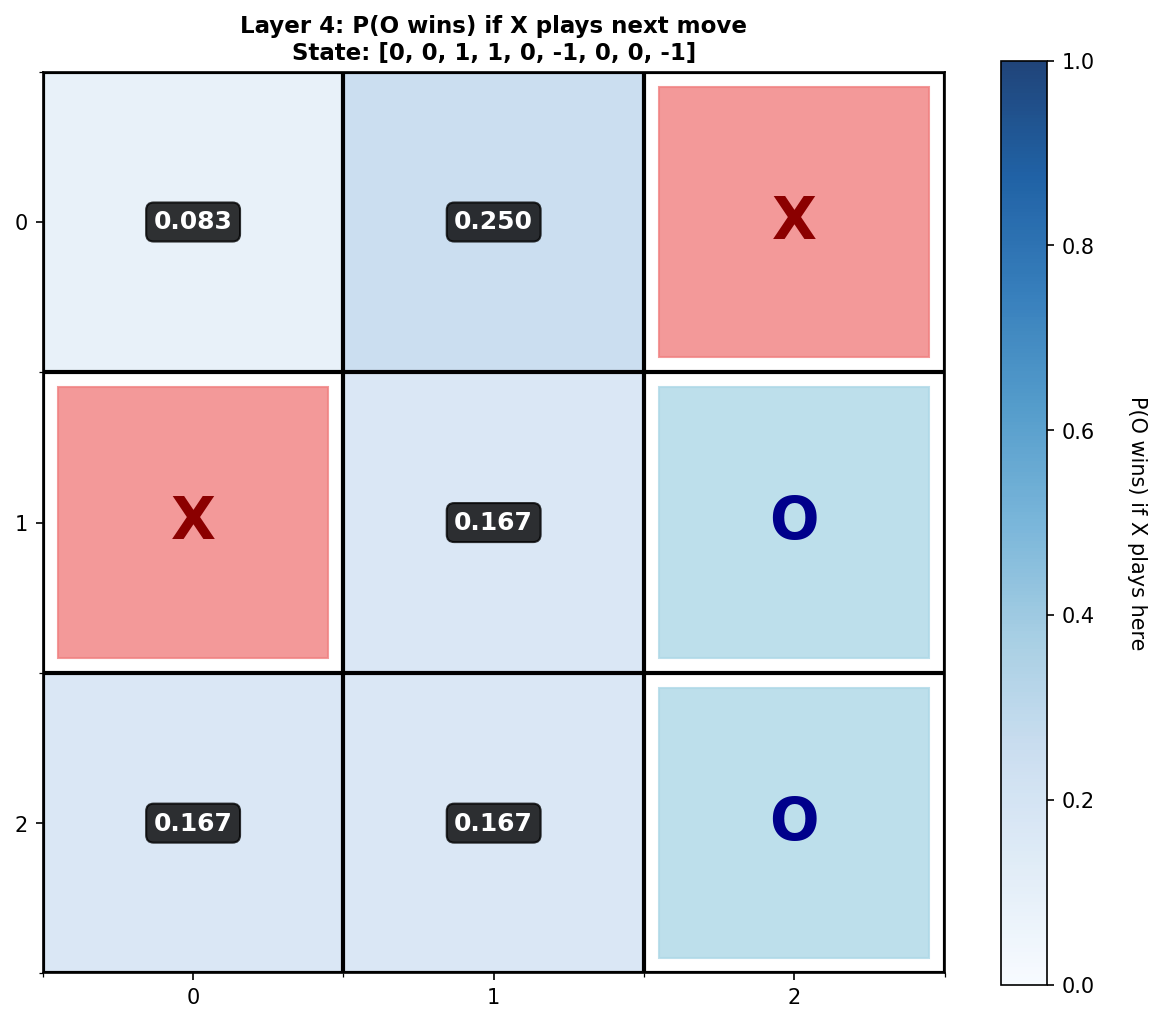 Layer 4: P(O wins) if X plays next move
State: [0, 0, 1, 1, 0, -1, 0, 0, -1]
0
0.083
0.250
X
1
X
0.167
O
2
0.167
0.167
O
0
1
2
1.0
0.8
0.6
0.4
0.2
0.0
P(O wins) if X plays here